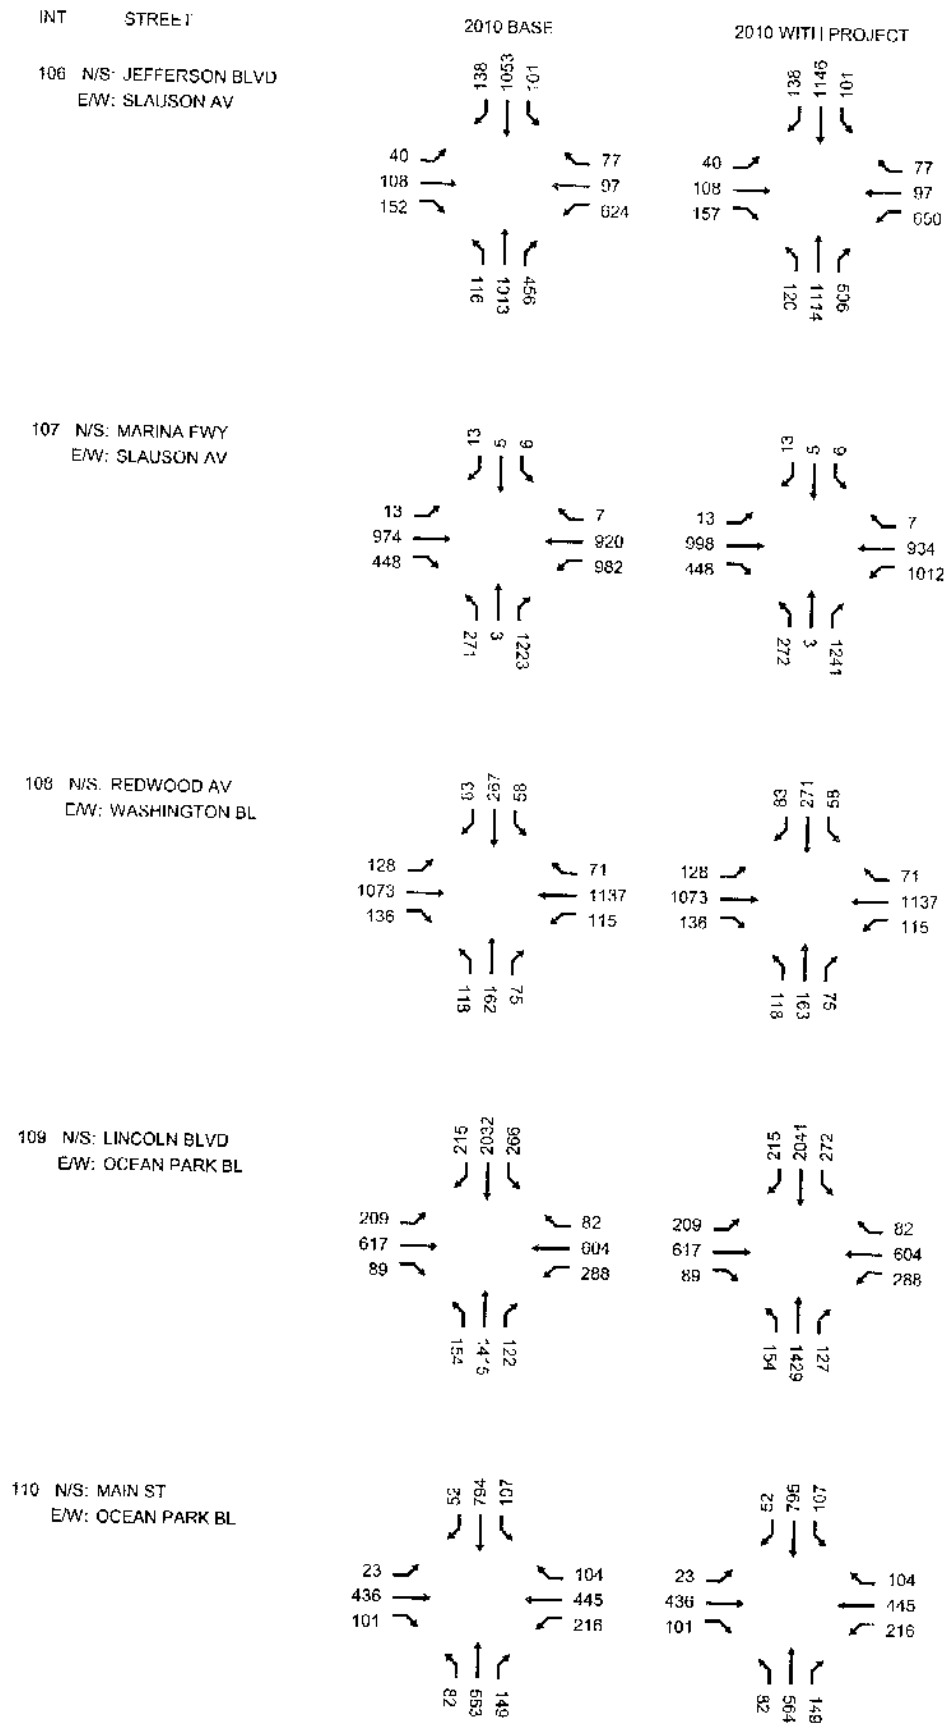 INT STREET 2010 BASE 2010 WITH PROJECT
106 N/S: JEFFERSON BLVD
E/W: SLAUSON AV
138 1053 101
138 1146 101
40 77
108 97
152 624
40 77
108 97
157 650
116 1013 456
120 1114 506
107 N/S: MARINA FWY
E/W: SLAUSON AV
13 5 6
13 5 6
13 7
974 920
448 982
13 7
998 934
448 1012
271 3 1223
272 3 1241
108 N/S: REDWOOD AV
E/W: WASHINGTON BL
63 267 58
63 271 58
128 71
1073 1137
136 115
128 71
1073 1137
136 115
118 162 75
118 163 75
109 N/S: LINCOLN BLVD
E/W: OCEAN PARK BL
215 2032 266
215 2041 272
209 82
617 604
89 288
209 82
617 604
89 288
154 1415 122
154 1429 127
110 N/S: MAIN ST
E/W: OCEAN PARK BL
52 794 107
52 795 107
23 104
436 445
101 216
23 104
436 445
101 216
82 563 149
82 564 149